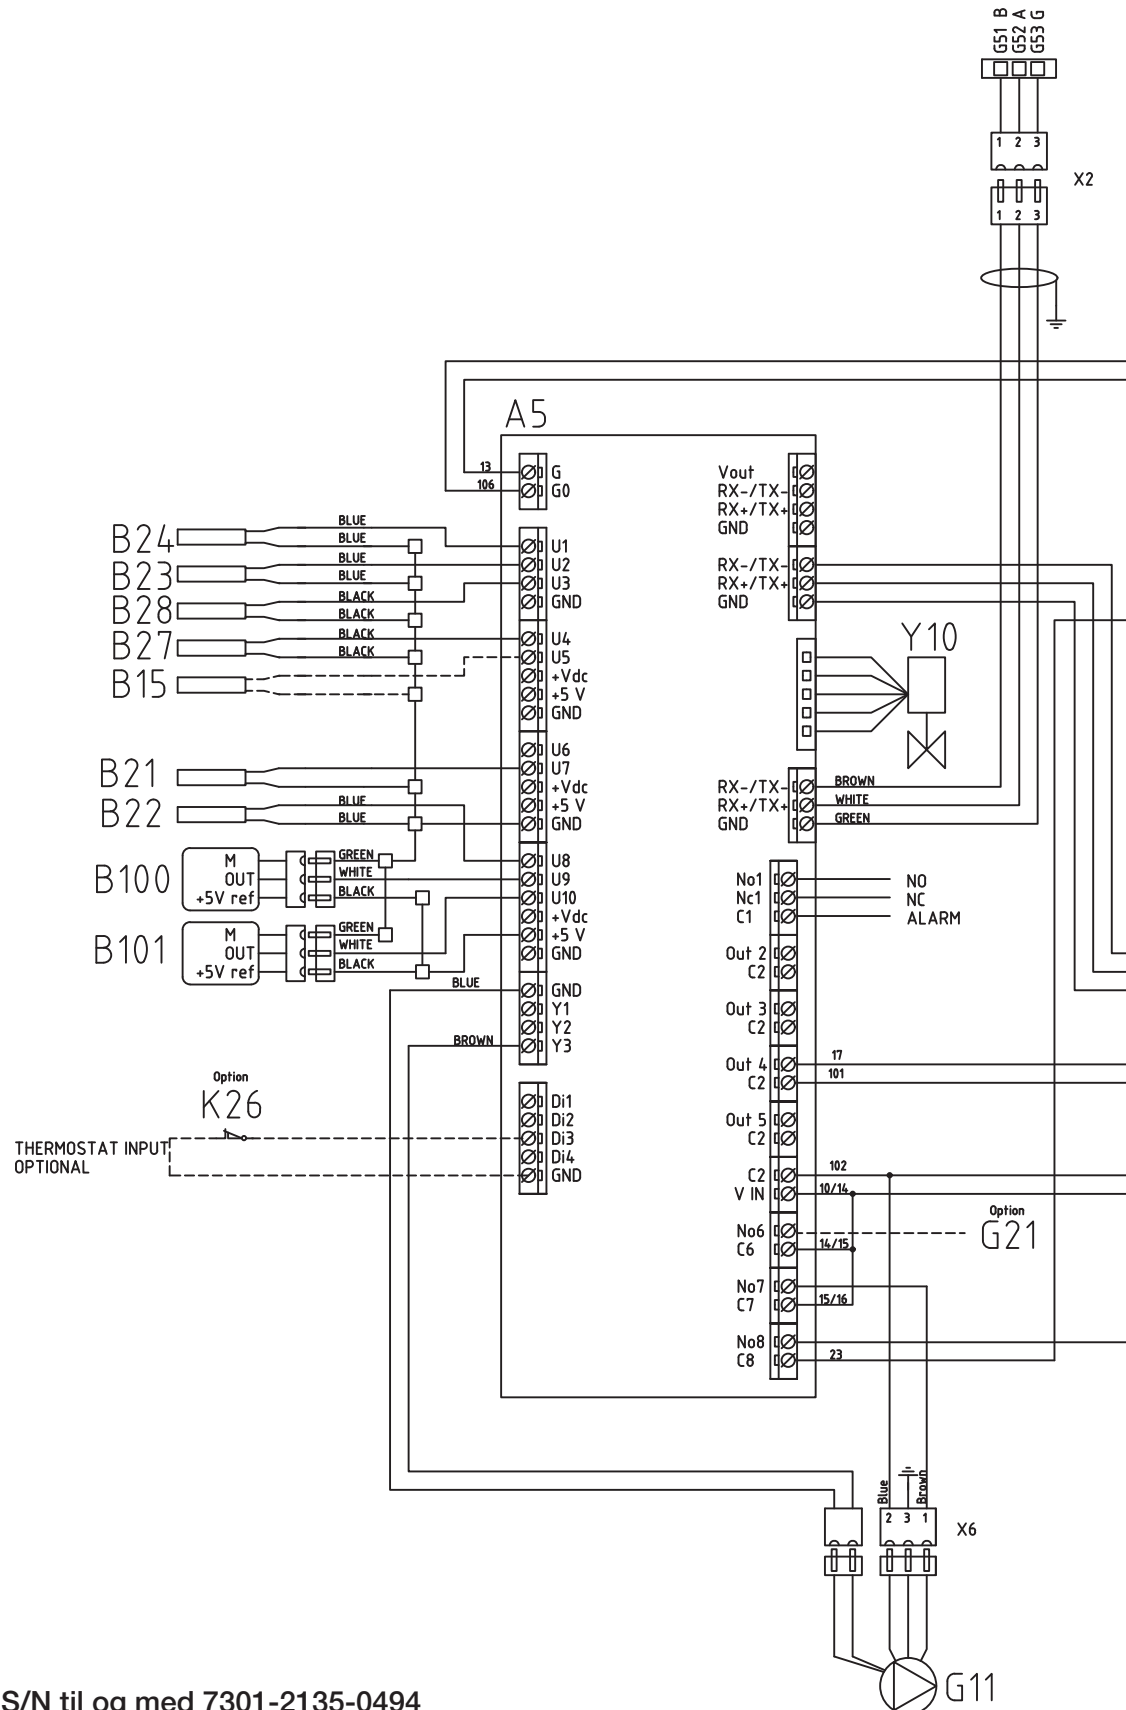 G51 B
G52 A
G53 G
1 2 3
X2
1 2 3
A5
13
G
106
G0
Vout
RX-/TX-
RX+/TX+
GND
B24
BLUE
BLUE
B23
BLUE
BLUE
B28
BLACK
BLACK
B27
BLACK
BLACK
B15
U1
U2
U3
GND
U4
U5
+Vdc
+5 V
GND
RX-/TX-
RX+/TX+
GND
Y10
B21
B22
BLUE
BLUE
U6
U7
+Vdc
+5 V
GND
RX-/TX-
BROWN
RX+/TX+
WHITE
GND
GREEN
B100
M
OUT
+5V ref
GREEN
WHITE
BLACK
B101
M
OUT
+5V ref
GREEN
WHITE
BLACK
U8
U9
U10
+Vdc
+5 V
GND
No1
NO
Nc1
NC
C1
ALARM
Out 2
C2
BLUE
GND
Y1
Y2
BROWN
Y3
Out 3
C2
Out 4
17
C2
101
Option
K26
THERMOSTAT INPUT
OPTIONAL
Di1
Di2
Di3
Di4
GND
Out 5
C2
C2
102
V IN
10/14
Option
G21
No6
C6
14/15
No7
C7
15/16
No8
C8
23
Blue
Brown
2 3 1
X6
G11
S/N til og med 7301-2135-0494